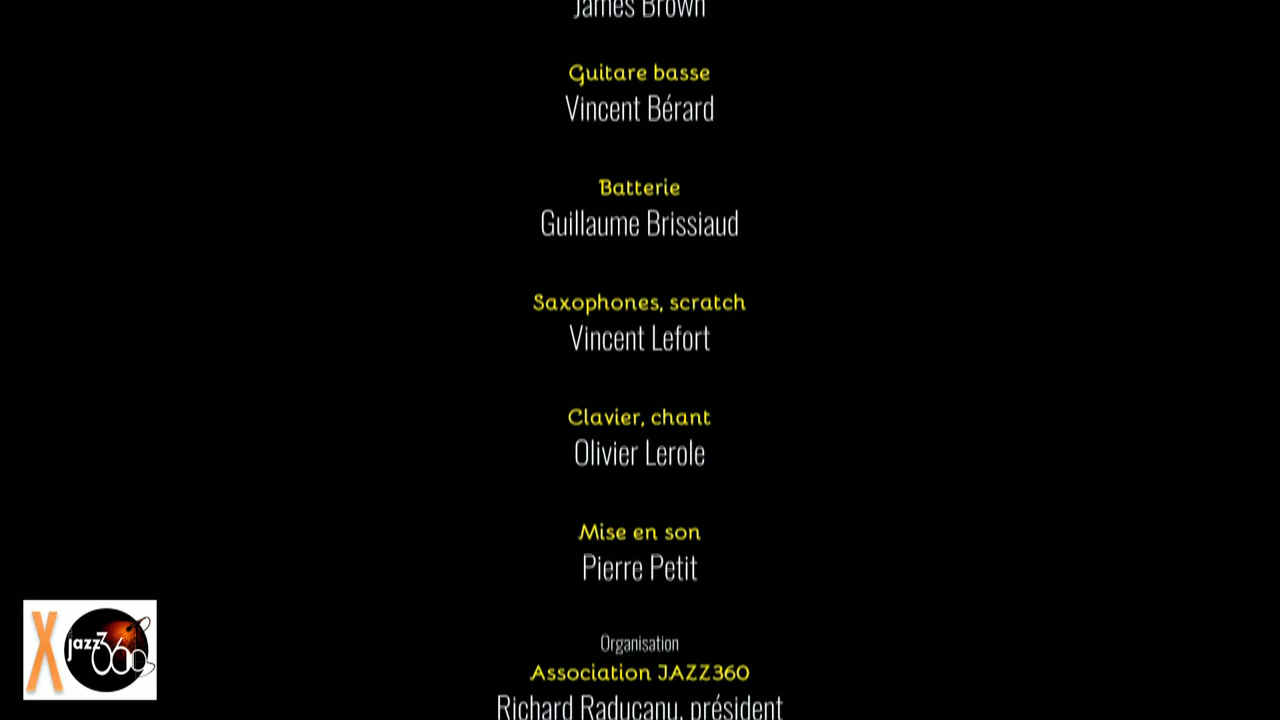 James Brown
Guitare basse
Vincent Bérard
Batterie
Guillaume Brissiaud
Saxophones, scratch
Vincent Lefort
Clavier, chant
Olivier Lerole
Mise en son
Pierre Petit
Organisation
Association JAZZ360
Richard Raducanu, président
X jazz360